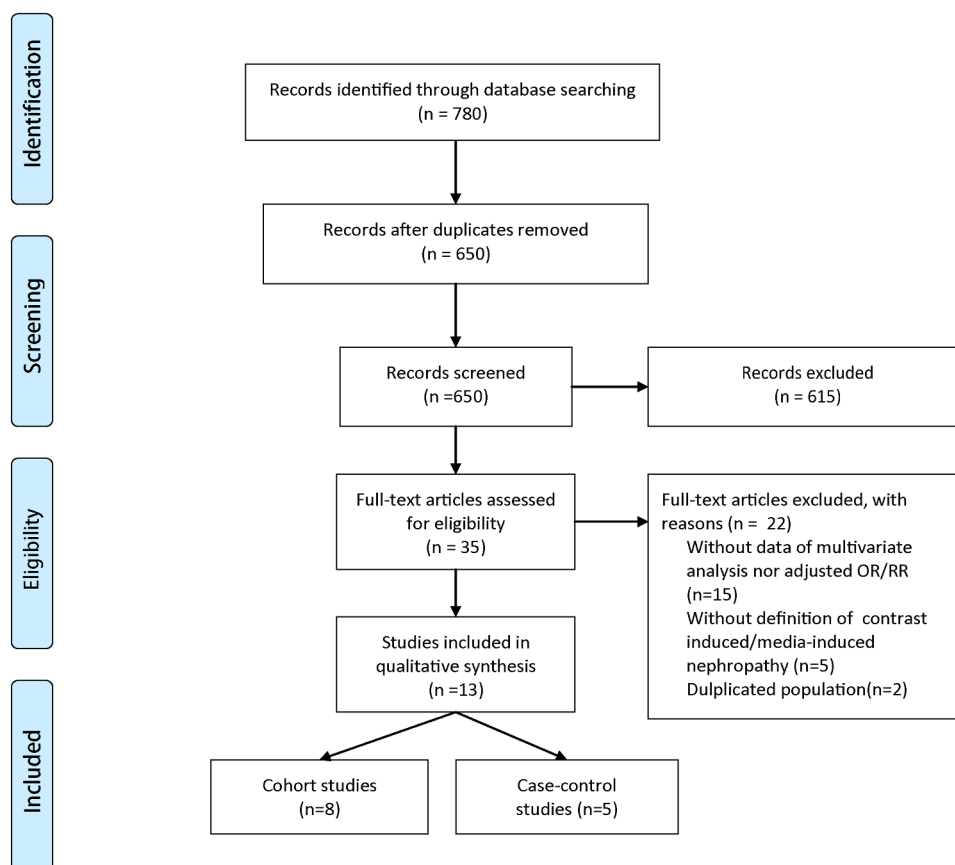 Identification
Records identified through database searching
(n = 780)
Records after duplicates removed
(n = 650)
Screening
Records screened
(n =650)
Records excluded
(n = 615)
Eligibility
Full-text articles assessed
for eligibility
(n = 35)
Full-text articles excluded, with
reasons (n = 22)
Without data of multivariate
analysis nor adjusted OR/RR
(n=15)
Without definition of contrast
induced/media-induced
nephropathy (n=5)
Dulplicated population(n=2)
Studies included in
qualitative synthesis
(n =13)
Included
Cohort studies
(n=8)
Case-control
studies (n=5)